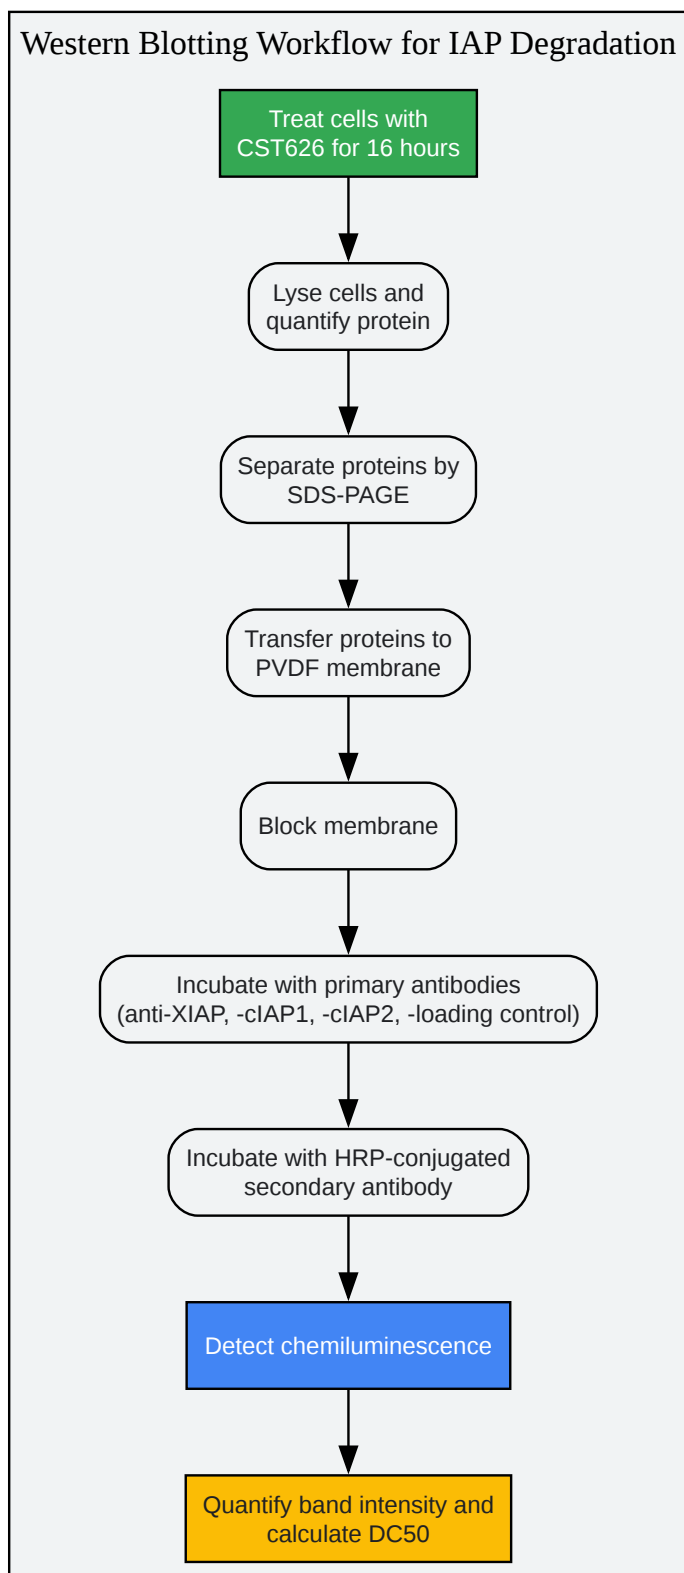 Western Blotting Workflow for IAP Degradation
Treat cells with
CST626 for 16 hours
Lyse cells and
quantify protein
Separate proteins by
SDS-PAGE
Transfer proteins to
PVDF membrane
Block membrane
Incubate with primary antibodies
(anti-XIAP, -cIAP1, -cIAP2, -loading control)
Incubate with HRP-conjugated
secondary antibody
Detect chemiluminescence
Quantify band intensity and
calculate DC50